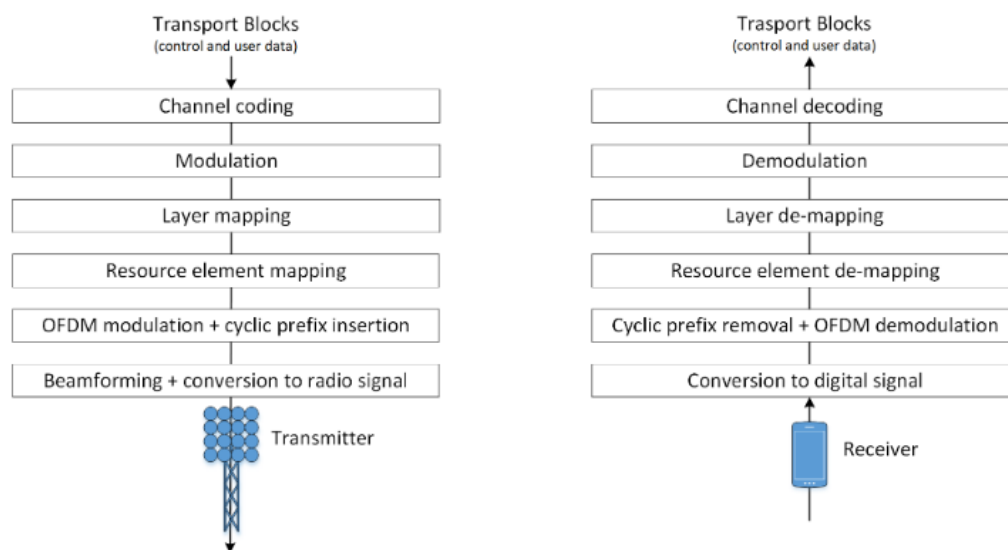 Transport Blocks
(control and user data)
Channel coding
Modulation
Layer mapping
Resource element mapping
OFDM modulation + cyclic prefix insertion
Beamforming + conversion to radio signal
Transmitter
Trasport Blocks
(control and user data)
Channel decoding
Demodulation
Layer de-mapping
Resource element de-mapping
Cyclic prefix removal + OFDM demodulation
Conversion to digital signal
Receiver